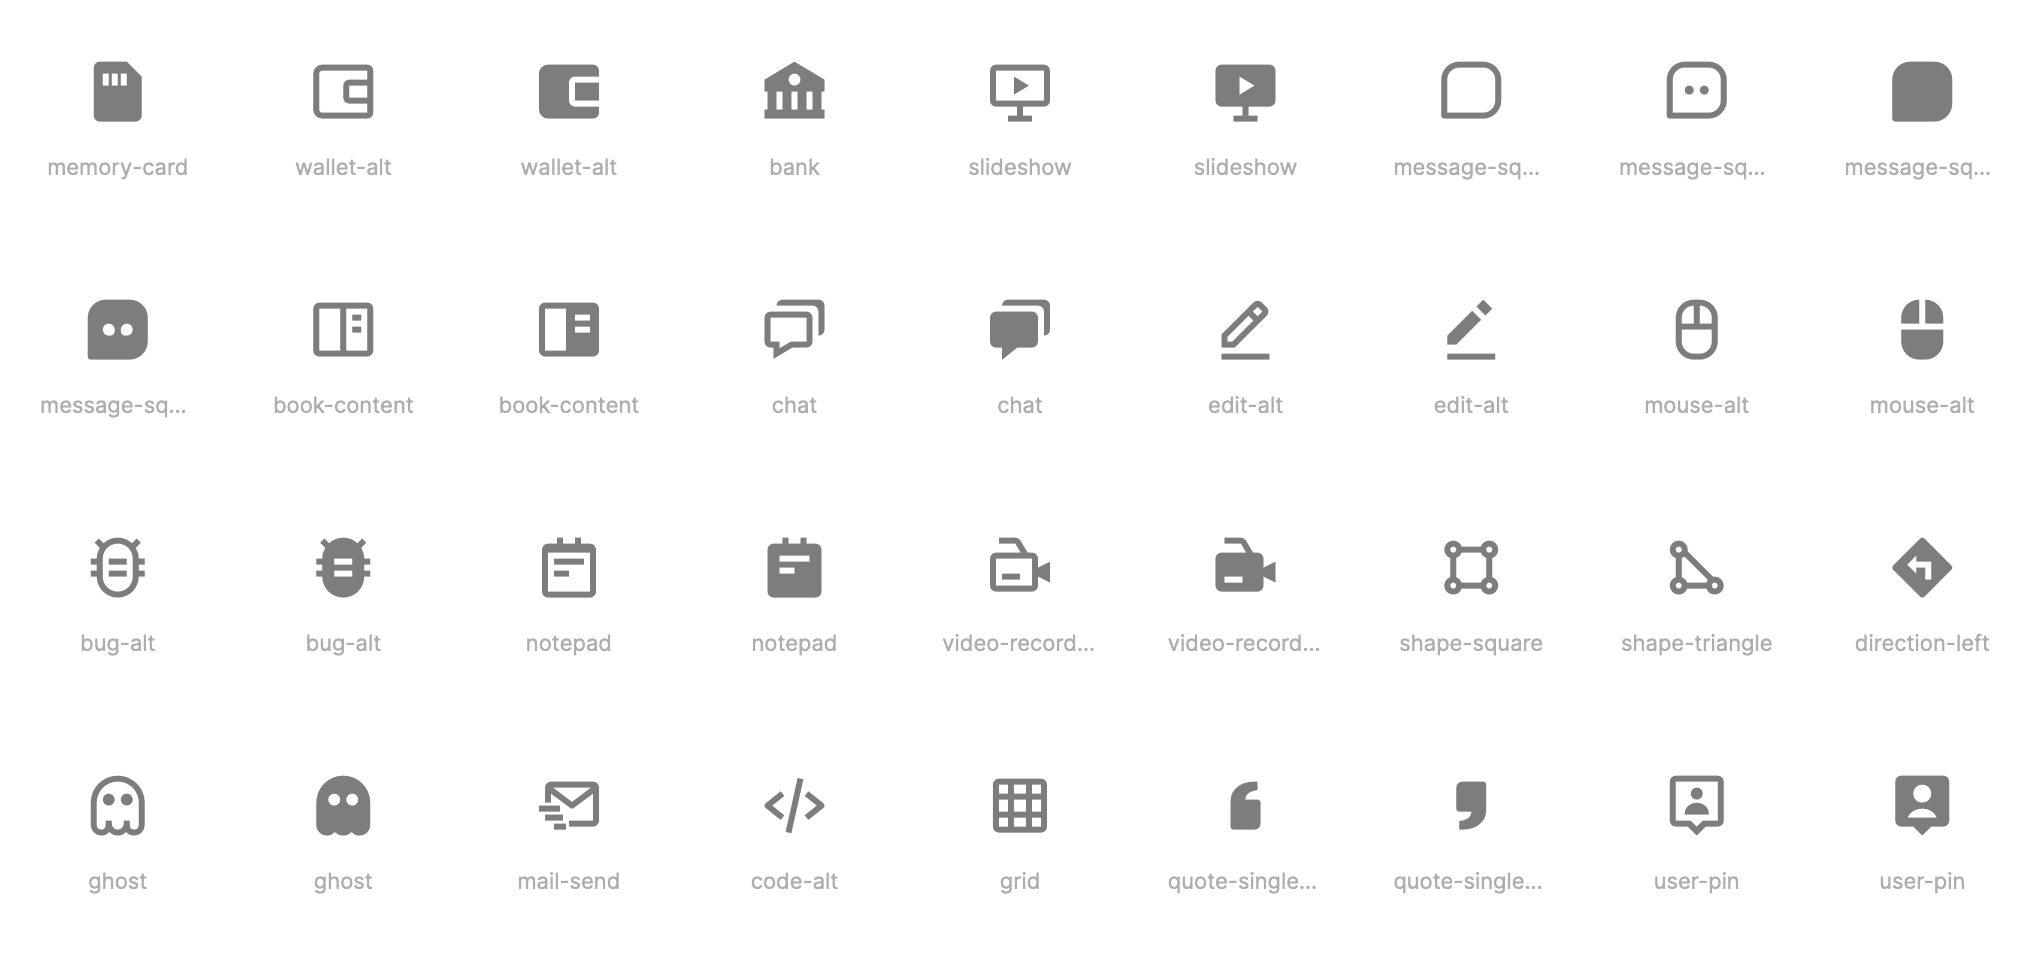 memory-card wallet-alt wallet-alt bank slideshow slideshow message-sq... message-sq... message-sq...
message-sq... book-content book-content chat chat edit-alt edit-alt mouse-alt mouse-alt
bug-alt bug-alt notepad notepad video-record... video-record... shape-square shape-triangle direction-left
ghost ghost mail-send code-alt grid quote-single... quote-single... user-pin user-pin